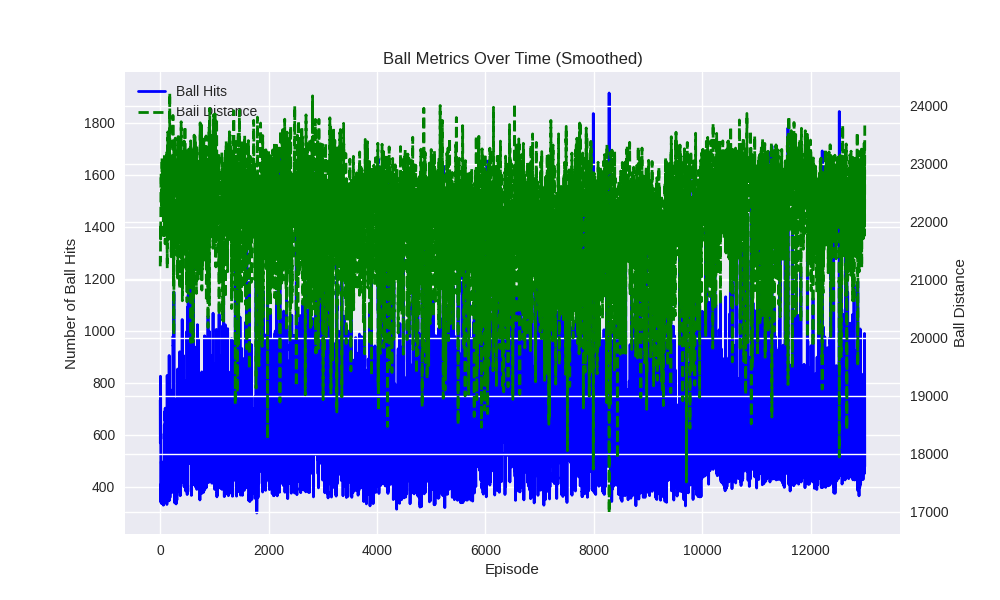 Ball Metrics Over Time (Smoothed)
Ball Hits
Ball Distance
1800
1600
1400
1200
1000
800
600
400
Number of Ball Hits
24000
23000
22000
21000
20000
19000
18000
17000
Ball Distance
0 2000 4000 6000 8000 10000 12000
Episode